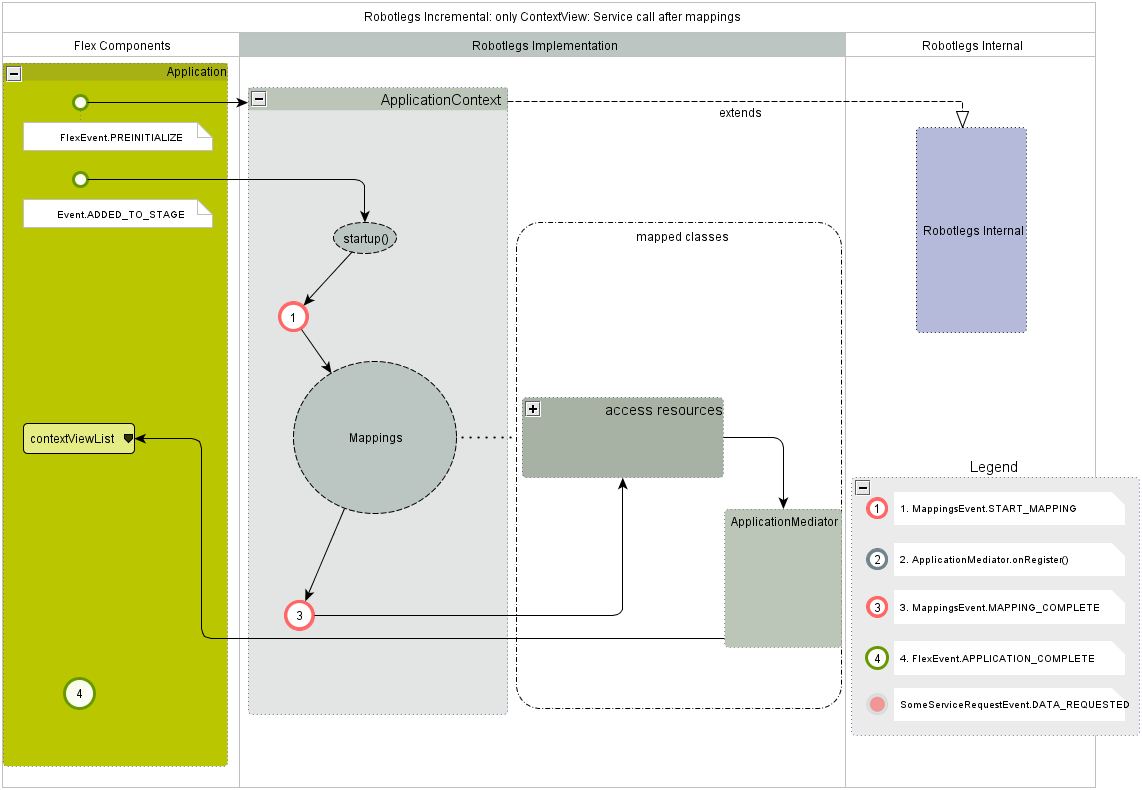 Robotlegs Incremental: only ContextView: Service call after mappings
Flex Components
Robotlegs Implementation
Robotlegs Internal
Application
FlexEvent.PREINITIALIZE
Event.ADDED_TO_STAGE
contextViewList
4
ApplicationContext
extends
startup()
1
Mappings
3
mapped classes
access resources
ApplicationMediator
Robotlegs Internal
Legend
1 1. MappingsEvent.START_MAPPING
2 2. ApplicationMediator.onRegister()
3 3. MappingsEvent.MAPPING_COMPLETE
4 4. FlexEvent.APPLICATION_COMPLETE
SomeServiceRequestEvent.DATA_REQUESTED